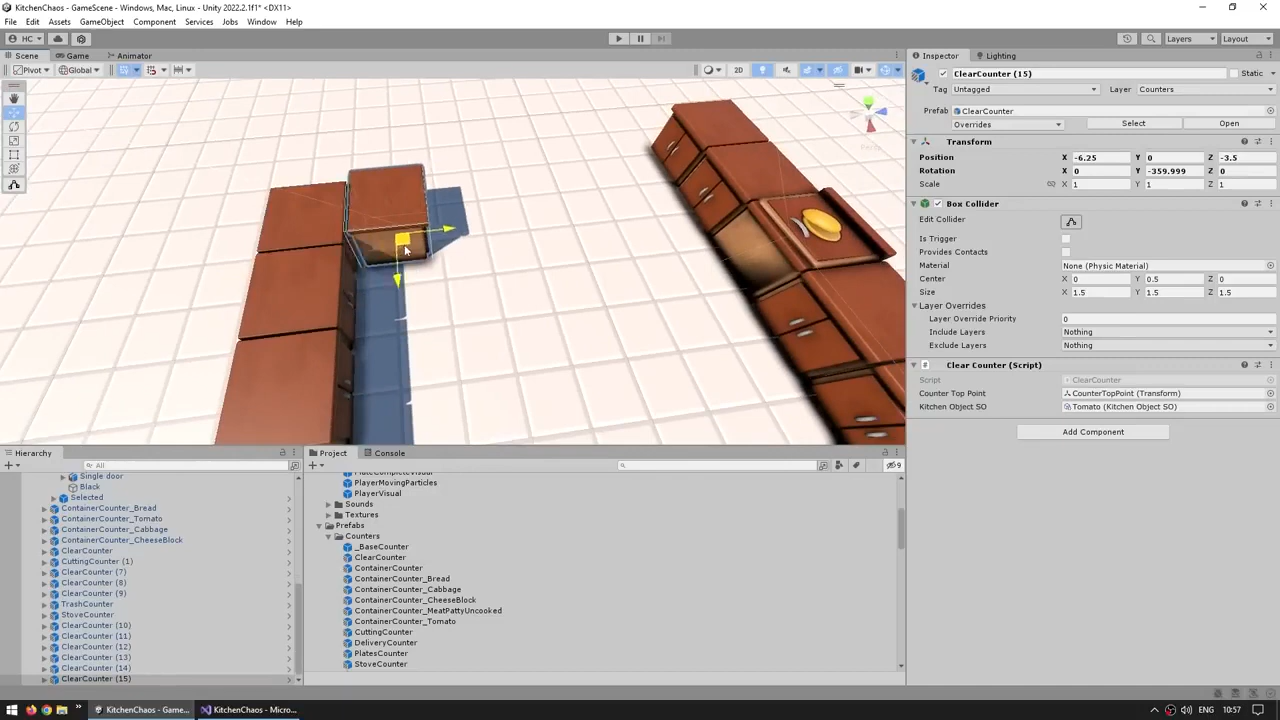 KitchenChaos - GameScene - Windows, Mac, Linux - Unity 2022.2.1f1* <DX11>
File Edit Assets GameObject Component Services Jobs Window Help
HC Layers Layout
Scene Game Animator Inspector Lighting
Pivot Global 2D
ClearCounter (15) Static
Tag Untagged Layer Counters
Prefab ClearCounter
Overrides Select Open
Transform
Position X -6.25 Y 0 Z -3.5
Rotation X 0 Y -359.999 Z 0
Scale X 1 Y 1 Z 1
Box Collider
Edit Collider
Is Trigger
Provides Contacts
Material None (Physic Material)
Center X 0 Y 0.5 Z 0
Size X 1.5 Y 1.5 Z 1.5
Layer Overrides
Layer Override Priority 0
Include Layers Nothing
Exclude Layers Nothing
Clear Counter (Script)
Script ClearCounter
Counter Top Point CounterTopPoint (Transform)
Kitchen Object SO Tomato (Kitchen Object SO)
Add Component
Hierarchy
All
Single door
Black
Selected
ContainerCounter_Bread
ContainerCounter_Tomato
ContainerCounter_Cabbage
ContainerCounter_CheeseBlock
ClearCounter
CuttingCounter (1)
ClearCounter (7)
ClearCounter (8)
ClearCounter (9)
TrashCounter
StoveCounter
ClearCounter (10)
ClearCounter (11)
ClearCounter (12)
ClearCounter (13)
ClearCounter (14)
ClearCounter (15)
Project Console
9
PlateCompleteVisual
PlayerMovingParticles
PlayerVisual
Sounds
Textures
Prefabs
Counters
_BaseCounter
ClearCounter
ContainerCounter
ContainerCounter_Bread
ContainerCounter_Cabbage
ContainerCounter_CheeseBlock
ContainerCounter_MeatPattyUncooked
ContainerCounter_Tomato
CuttingCounter
DeliveryCounter
PlatesCounter
StoveCounter
KitchenChaos - Game... KitchenChaos - Micro... ENG 10:57